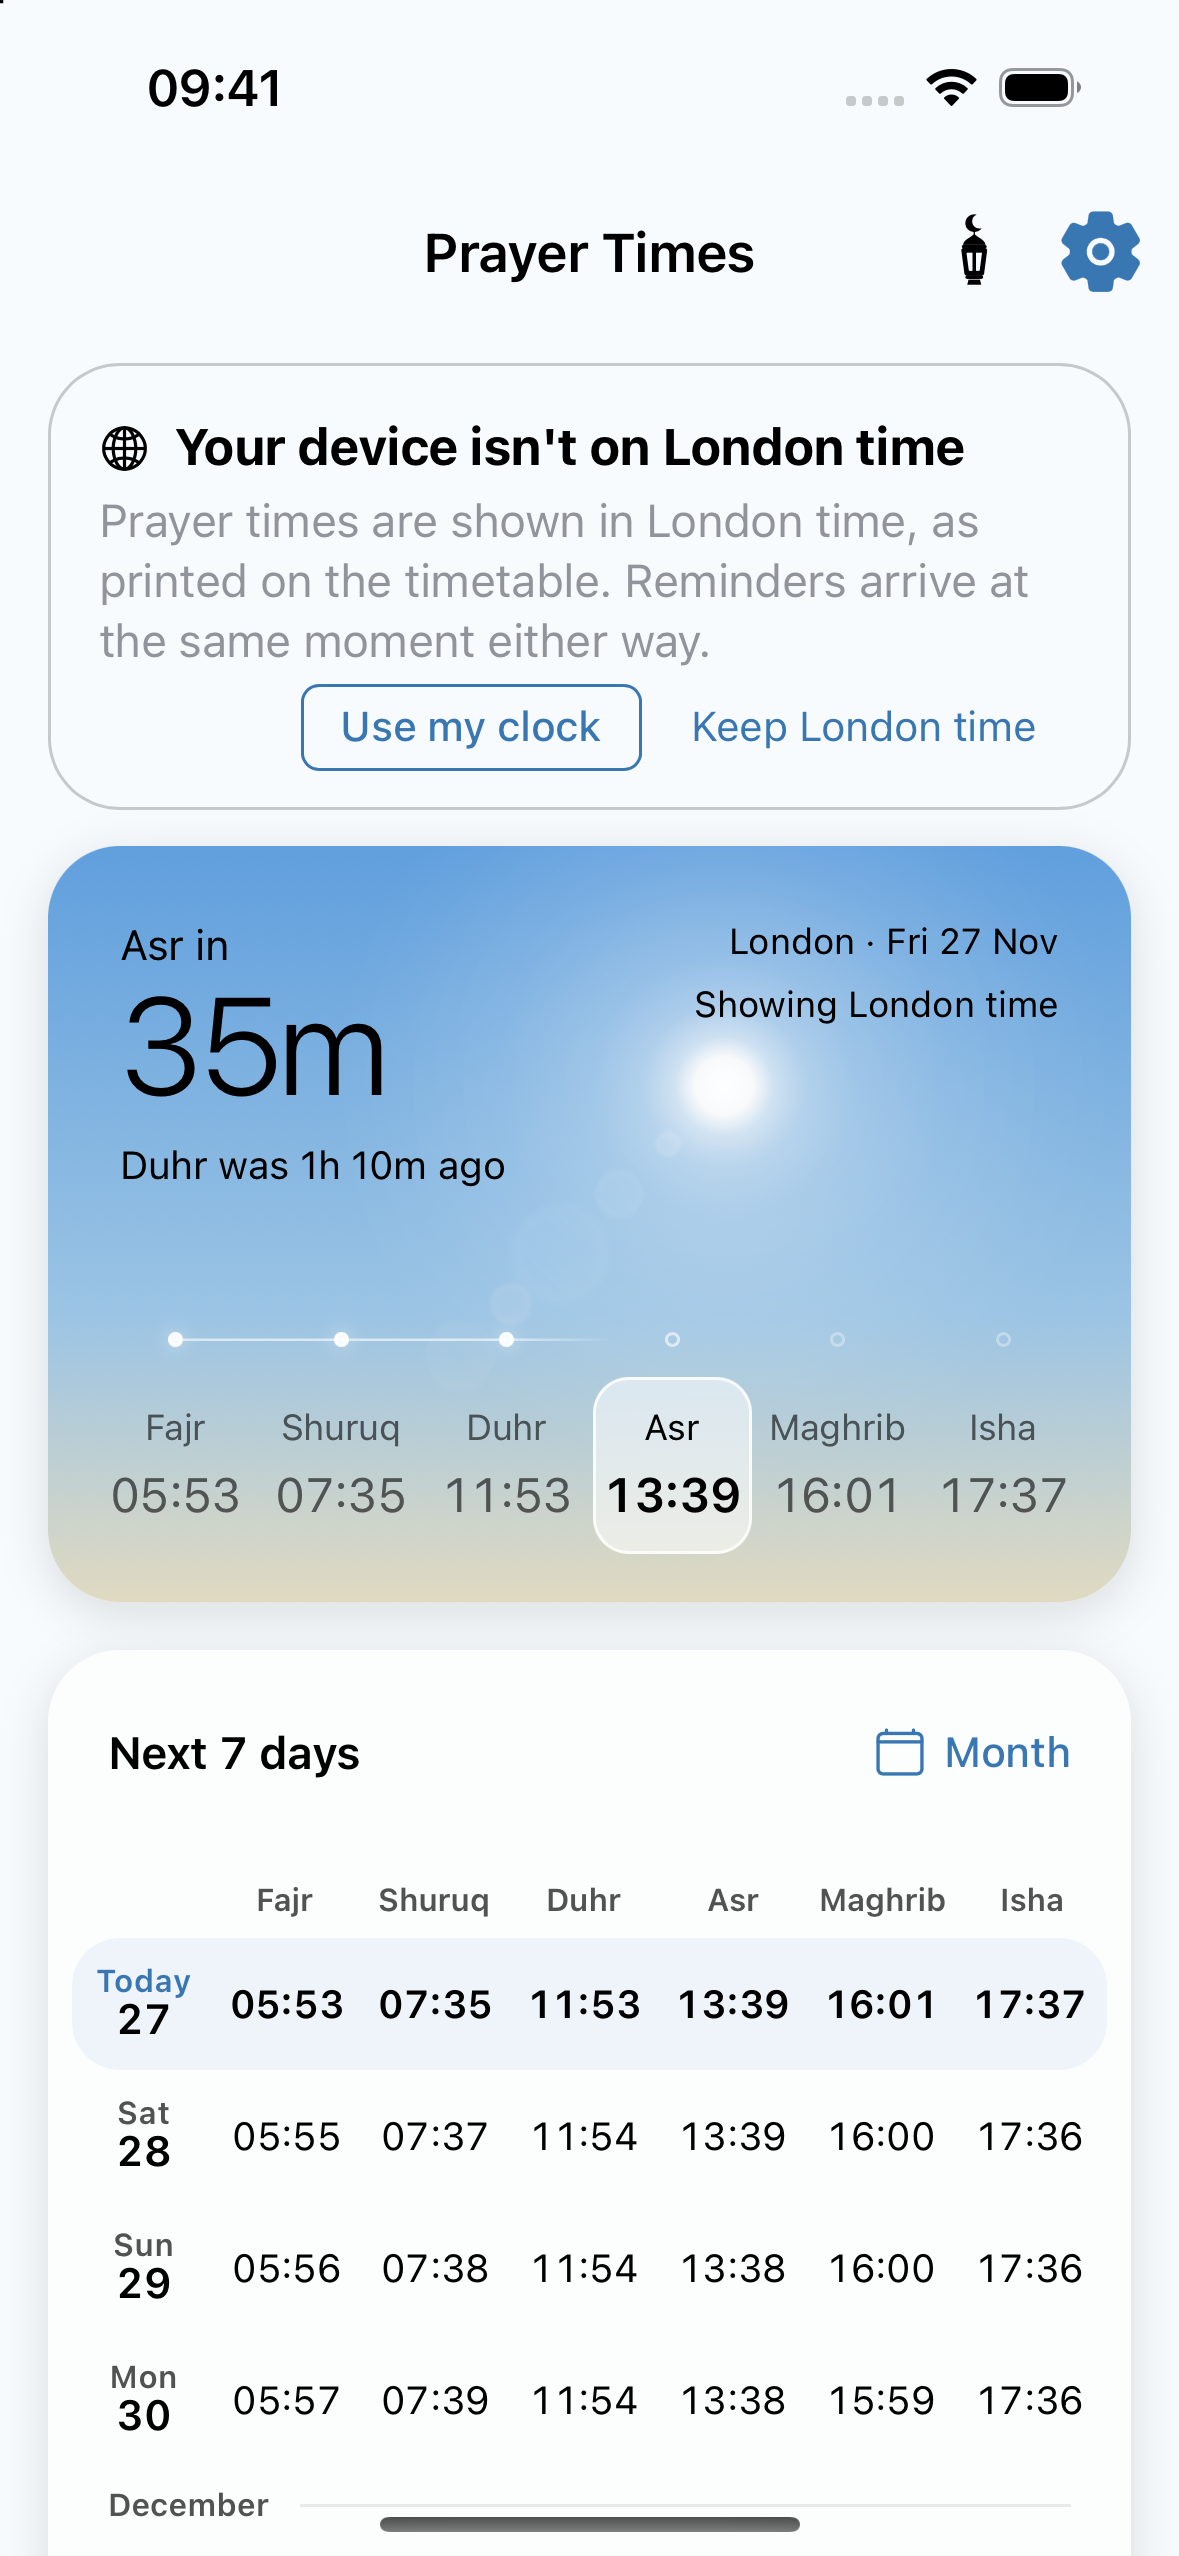 09:41
Prayer Times
Your device isn't on London time
Prayer times are shown in London time, as
printed on the timetable. Reminders arrive at
the same moment either way.
Use my clock Keep London time
Asr in
35m
Duhr was 1h 10m ago
London · Fri 27 Nov
Showing London time
Fajr Shuruq Duhr Asr Maghrib Isha
05:53 07:35 11:53 13:39 16:01 17:37
Next 7 days Month
Fajr Shuruq Duhr Asr Maghrib Isha
Today
27 05:53 07:35 11:53 13:39 16:01 17:37
Sat
28 05:55 07:37 11:54 13:39 16:00 17:36
Sun
29 05:56 07:38 11:54 13:38 16:00 17:36
Mon
30 05:57 07:39 11:54 13:38 15:59 17:36
December